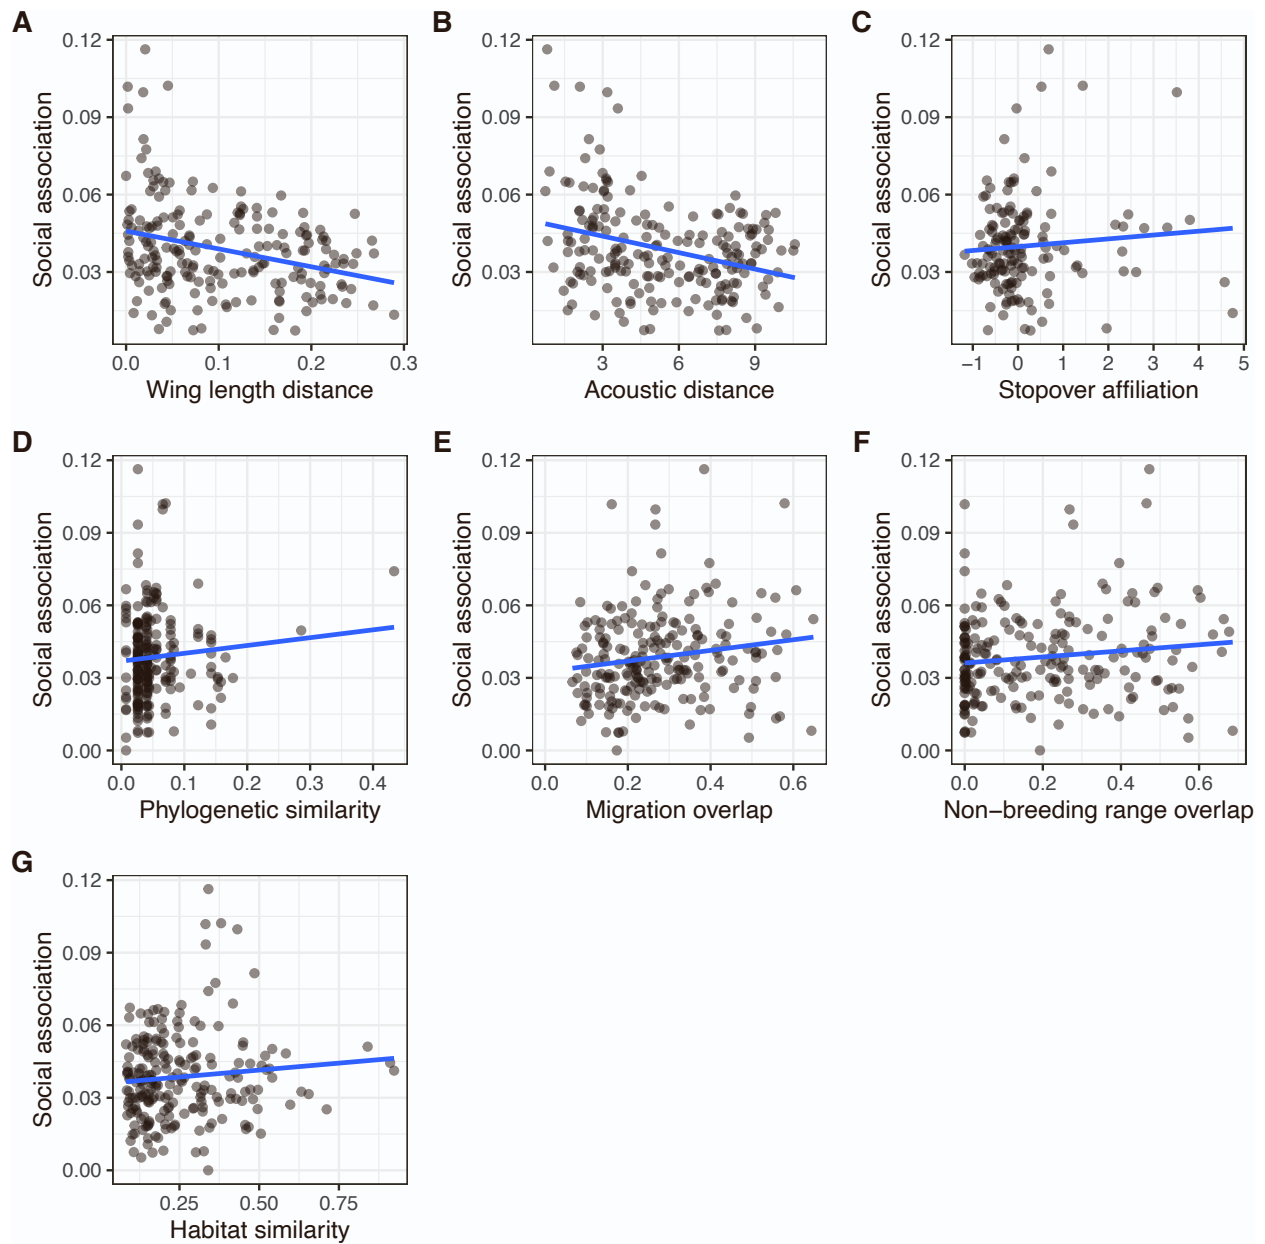 A
B
C
0.12
0.09
0.06
0.03
Social association
0.0 0.1 0.2 0.3
Wing length distance
0.12
0.09
0.06
0.03
Social association
3 6 9
Acoustic distance
0.12
0.09
0.06
0.03
Social association
−1 0 1 2 3 4 5
Stopover affiliation
D
E
F
0.12
0.09
0.06
0.03
0.00
Social association
0.0 0.1 0.2 0.3 0.4
Phylogenetic similarity
0.12
0.09
0.06
0.03
0.00
Social association
0.0 0.2 0.4 0.6
Migration overlap
0.12
0.09
0.06
0.03
0.00
Social association
0.0 0.2 0.4 0.6
Non−breeding range overlap
G
0.12
0.09
0.06
0.03
0.00
Social association
0.25 0.50 0.75
Habitat similarity